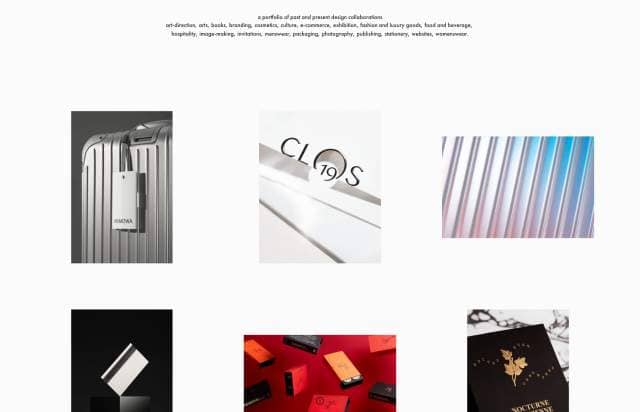 a portfolio of past and present design collaborations
art-direction, arts, books, branding, cosmetics, culture, e-commerce, exhibition, fashion and luxury goods, food and beverage,
hospitality, image-making, invitations, menswear, packaging, photography, publishing, stationery, websites, womenswear.
RIMOWA
CLOS
19
NOCTURNE